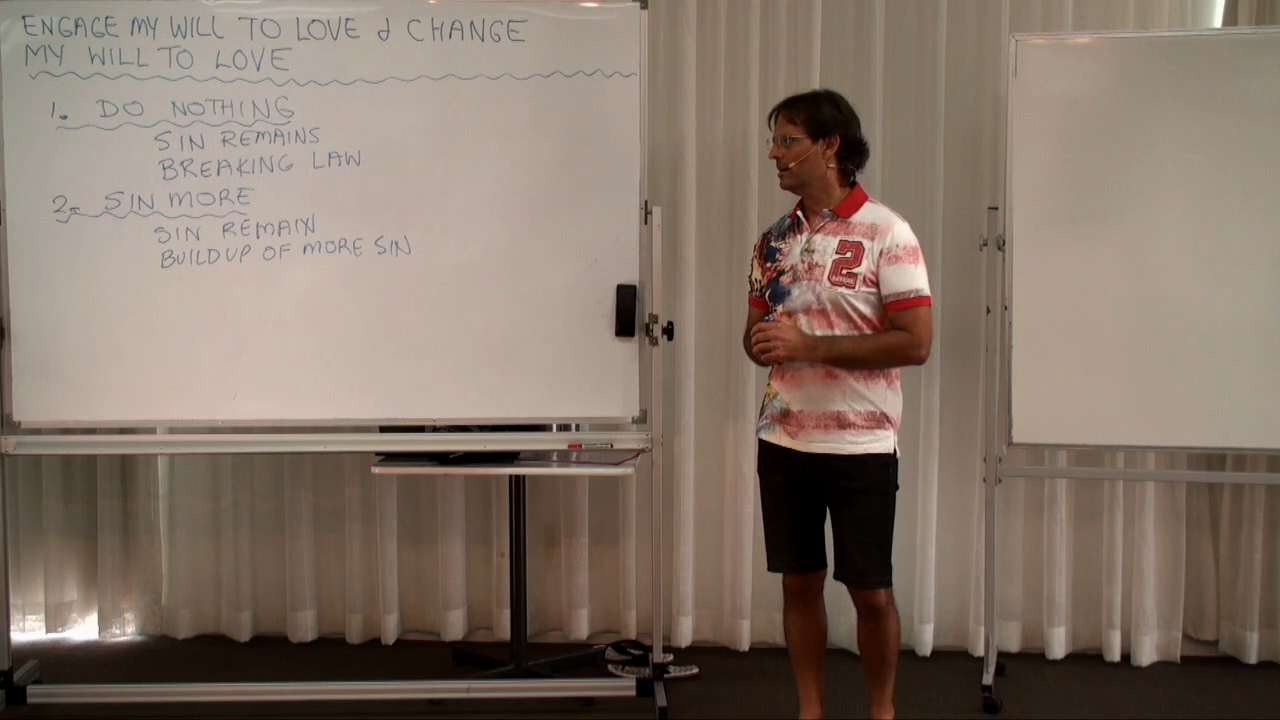 ENGAGE MY WILL TO LOVE & CHANGE
MY WILL TO LOVE
1. DO NOTHING
SIN REMAINS
BREAKING LAW
2. SIN MORE
SIN REMAIN
BUILDUP OF MORE SIN
2